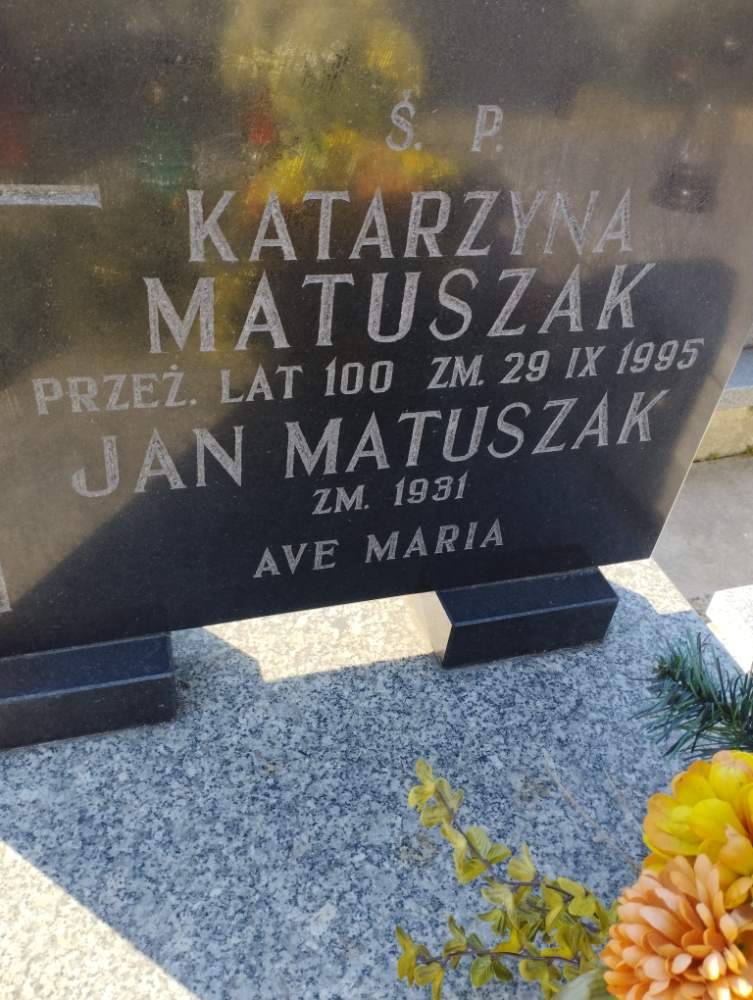 Ś. P.
KATARZYNA
MATUSZAK
PRZEŻ. LAT 100 ZM. 29 IX 1995
JAN MATUSZAK
ZM. 1931
AVE MARIA